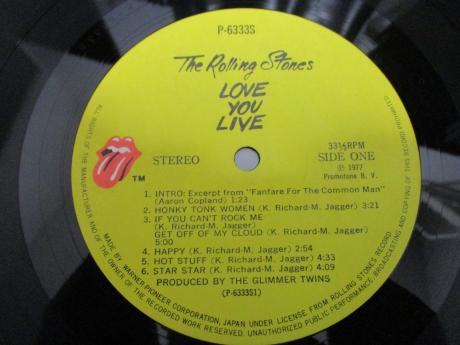 P-6333S
The Rolling Stones
LOVE
YOU
LIVE
TM
STEREO
33⅓RPM
SIDE ONE
℗ 1977
Promotone B. V.
1. INTRO: Excerpt from "Fanfare For The Common Man"
(Aaron Copland) 1:23
2. HONKY TONK WOMEN (K. Richard-M. Jagger) 3:21
3. IF YOU CAN'T ROCK ME
(K. Richard-M. Jagger)
GET OFF OF MY CLOUD (K. Richard-M. Jagger)
5:00
4. HAPPY (K. Richard-M. Jagger) 2:54
5. HOT STUFF (K. Richard-M. Jagger) 4:35
6. STAR STAR (K. Richard-M. Jagger) 4:09
PRODUCED BY THE GLIMMER TWINS
(P-6333S1)
MADE BY WARNER-PIONEER CORPORATION, JAPAN UNDER LICENSE FROM ROLLING STONES RECORD.
ALL RIGHTS OF THE MANUFACTURER AND OF THE OWNER OF THE RECORDED WORK RESERVED. UNAUTHORIZED PUBLIC PERFORMANCE, BROADCASTING AND COPYING OF THIS RECORD PROHIBITED.